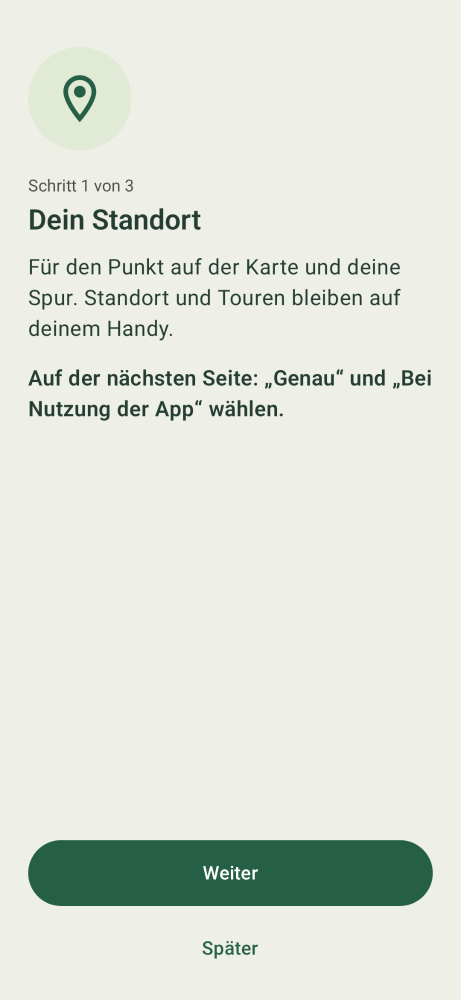 Schritt 1 von 3
Dein Standort
Für den Punkt auf der Karte und deine
Spur. Standort und Touren bleiben auf
deinem Handy.
Auf der nächsten Seite: „Genau“ und „Bei
Nutzung der App“ wählen.
Weiter
Später